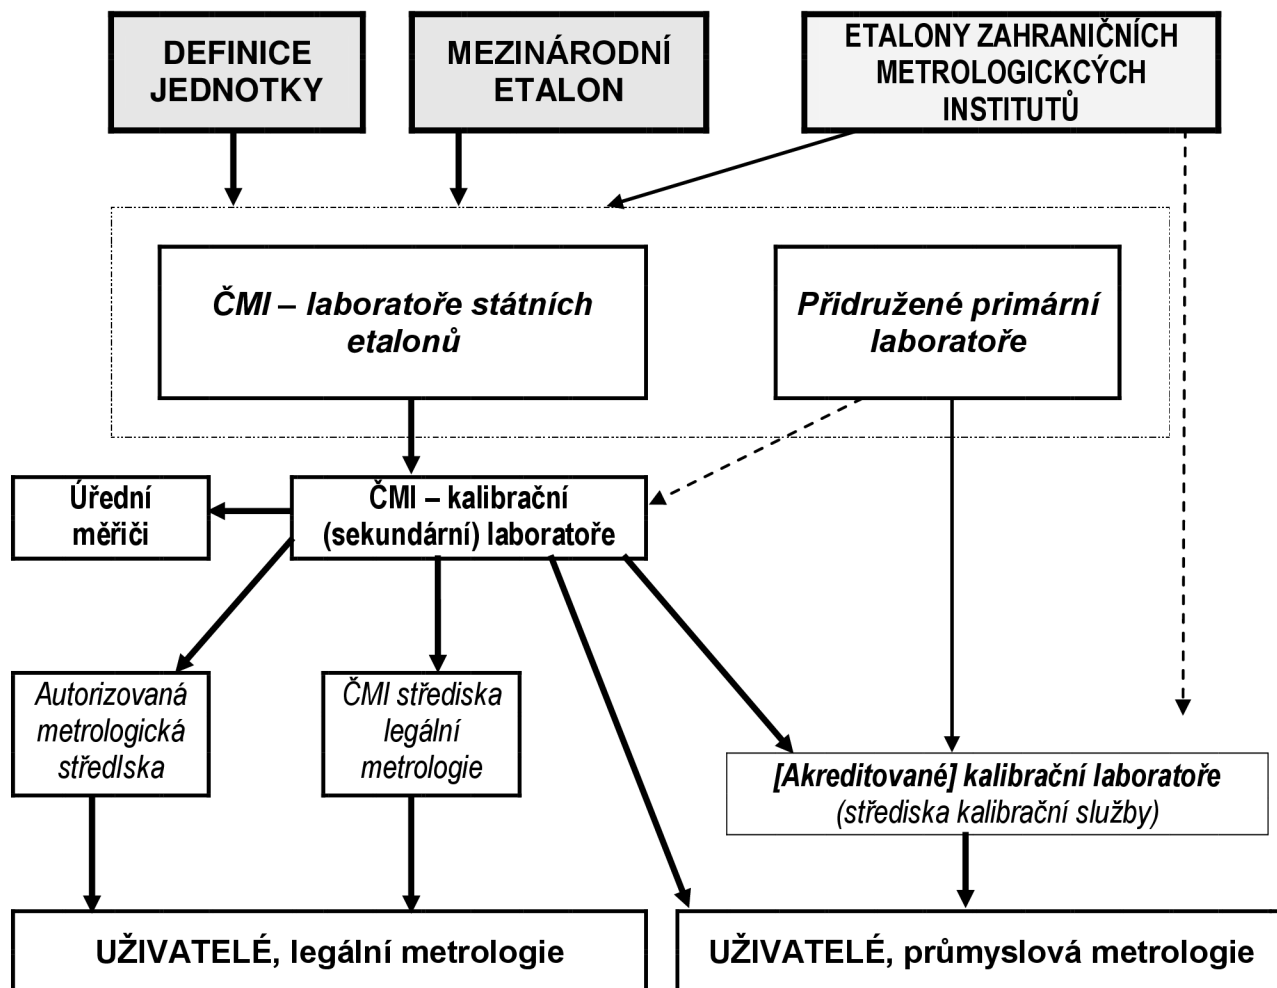 DEFINICE
JEDNOTKY
MEZINÁRODNÍ
ETALON
ETALONY ZAHRANIČNÍCH
METROLOGICKCÝCH
INSTITUTŮ
ČMI – laboratoře státních
etalonů
Přidružené primární
laboratoře
Úřední
měřiči
ČMI – kalibrační
(sekundární) laboratoře
Autorizovaná
metrologická
střediska
ČMI střediska
legální
metrologie
[Akreditované] kalibrační laboratoře
(střediska kalibrační služby)
UŽIVATELÉ, legální metrologie
UŽIVATELÉ, průmyslová metrologie